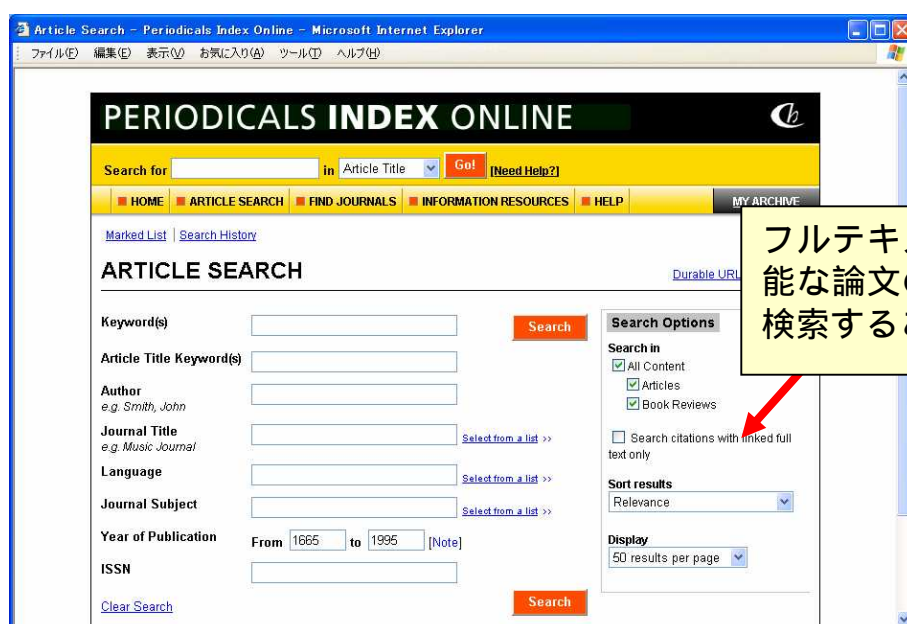 Article Search - Periodicals Index Online - Microsoft Internet Explorer
ファイル(F) 編集(E) 表示(V) お気に入り(A) ツール(T) ヘルプ(H)
PERIODICALS INDEX ONLINE
Search for in Article Title Go! [Need Help?]
HOME ARTICLE SEARCH FIND JOURNALS INFORMATION RESOURCES HELP MY ARCHIVE
Marked List | Search History
ARTICLE SEARCH
Durable URL
フルテキ
能な論文
検索する
Keyword(s) Search
Article Title Keyword(s)
Author
e.g. Smith, John
Journal Title
e.g. Music Journal
Select from a list >>
Language Select from a list >>
Journal Subject Select from a list >>
Year of Publication From 1665 to 1995 [Note]
ISSN
Clear Search Search
Search Options
Search in
All Content
Articles
Book Reviews
Search citations with linked full
text only
Sort results
Relevance
Display
50 results per page